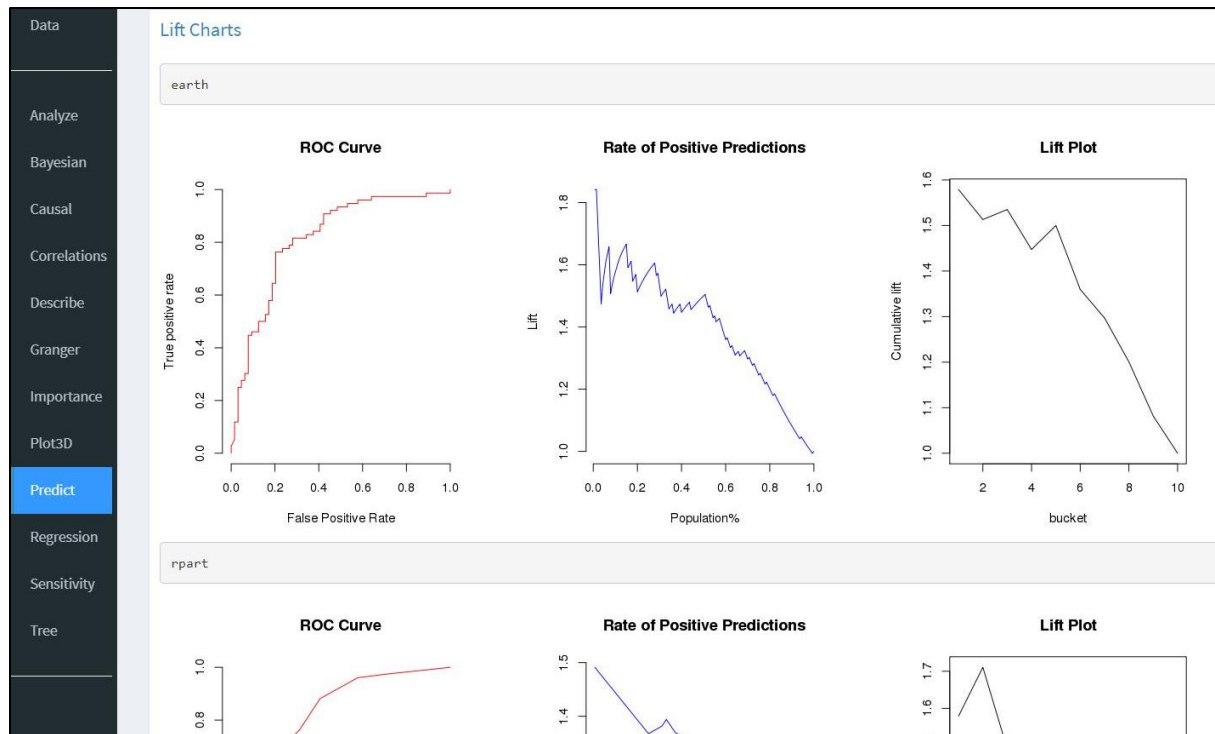 Data
Analyze
Bayesian
Causal
Correlations
Describe
Granger
Importance
Plot3D
Predict
Regression
Sensitivity
Tree
Lift Charts
earth
ROC Curve
True positive rate
0.0 0.2 0.4 0.6 0.8 1.0
0.0 0.2 0.4 0.6 0.8 1.0
False Positive Rate
Rate of Positive Predictions
Lift
1.0 1.2 1.4 1.6 1.8
0.0 0.2 0.4 0.6 0.8 1.0
Population%
Lift Plot
Cumulative lift
1.0 1.1 1.2 1.3 1.4 1.5 1.6
2 4 6 8 10
bucket
rpart
ROC Curve
0.8 1.0
Rate of Positive Predictions
1.4 1.5
Lift Plot
1.6 1.7